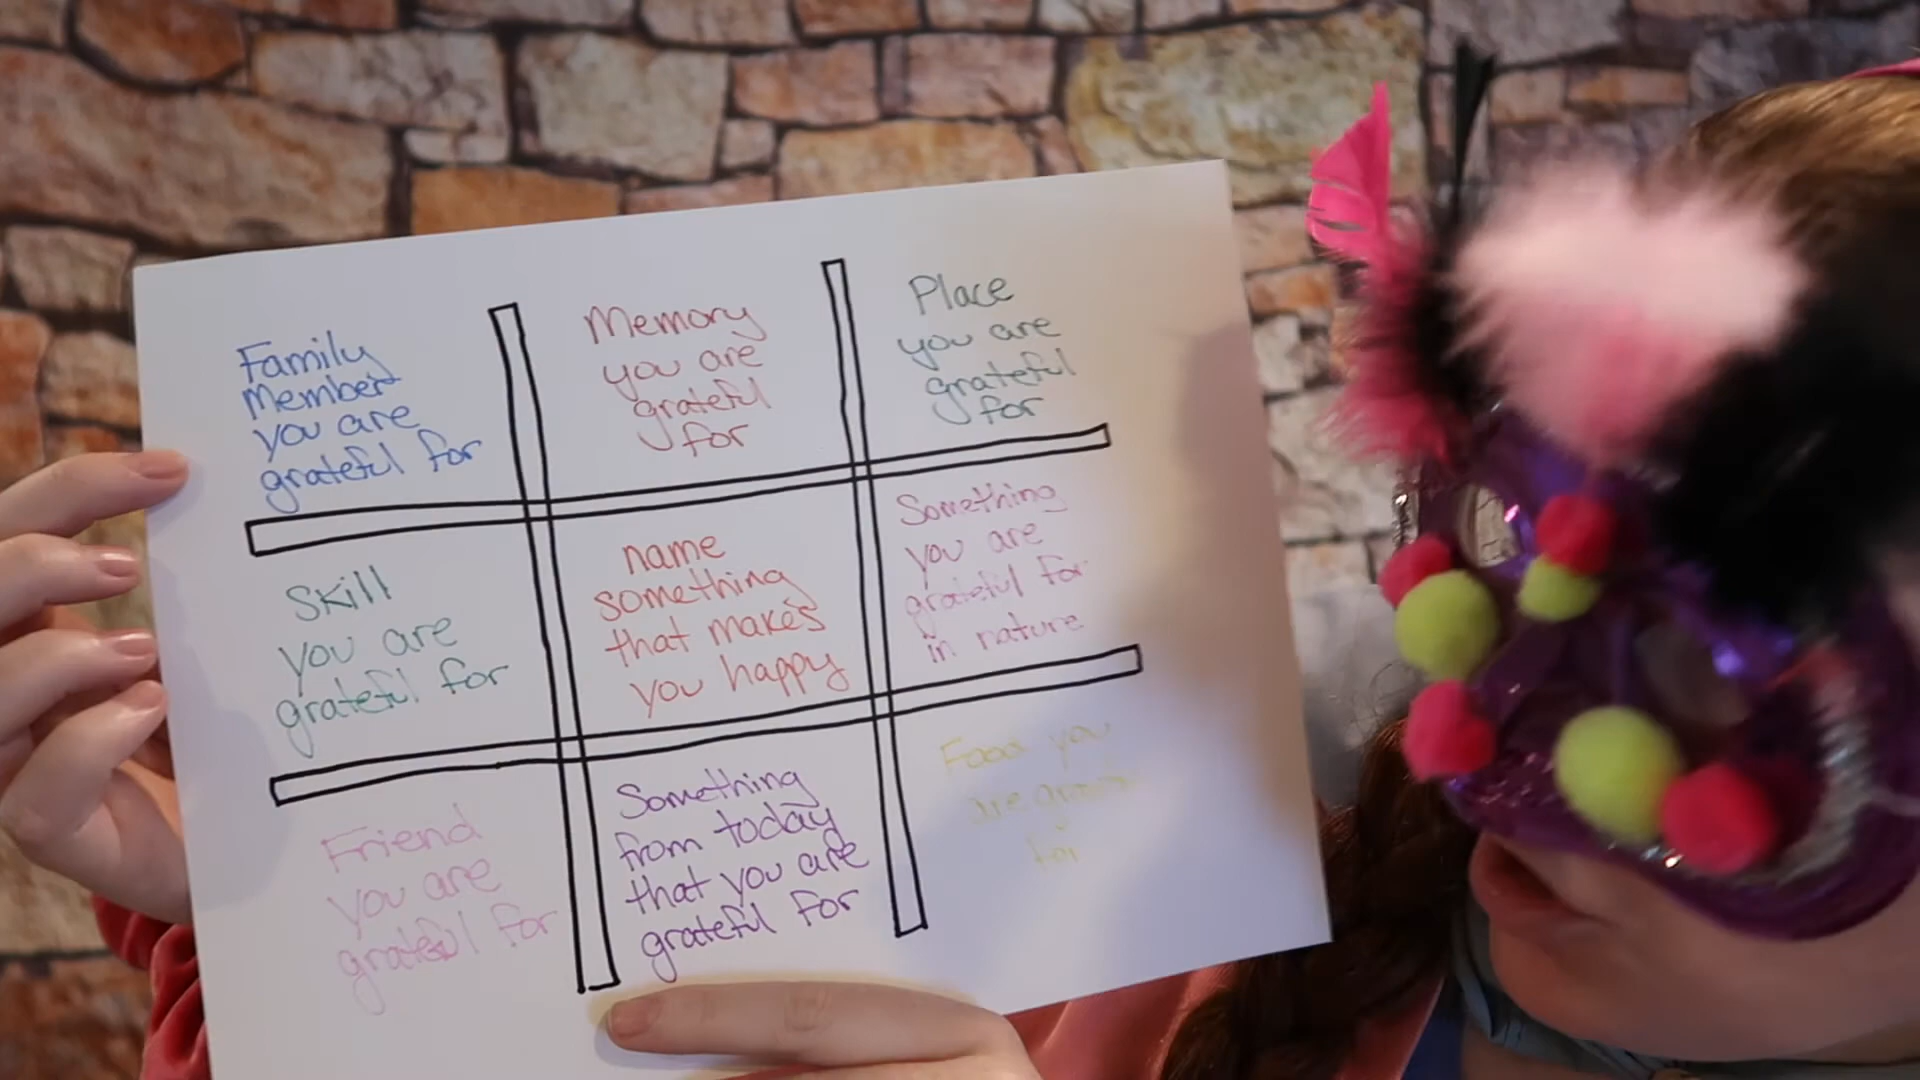 Family
Member
you are
grateful for
Memory
you are
grateful
for
Place
you are
grateful
for
Skill
you are
grateful for
name
something
that makes
you happy
Something
you are
grateful for
in nature
Friend
you are
grateful for
Something
from today
that you are
grateful for
Food you
are grateful
for